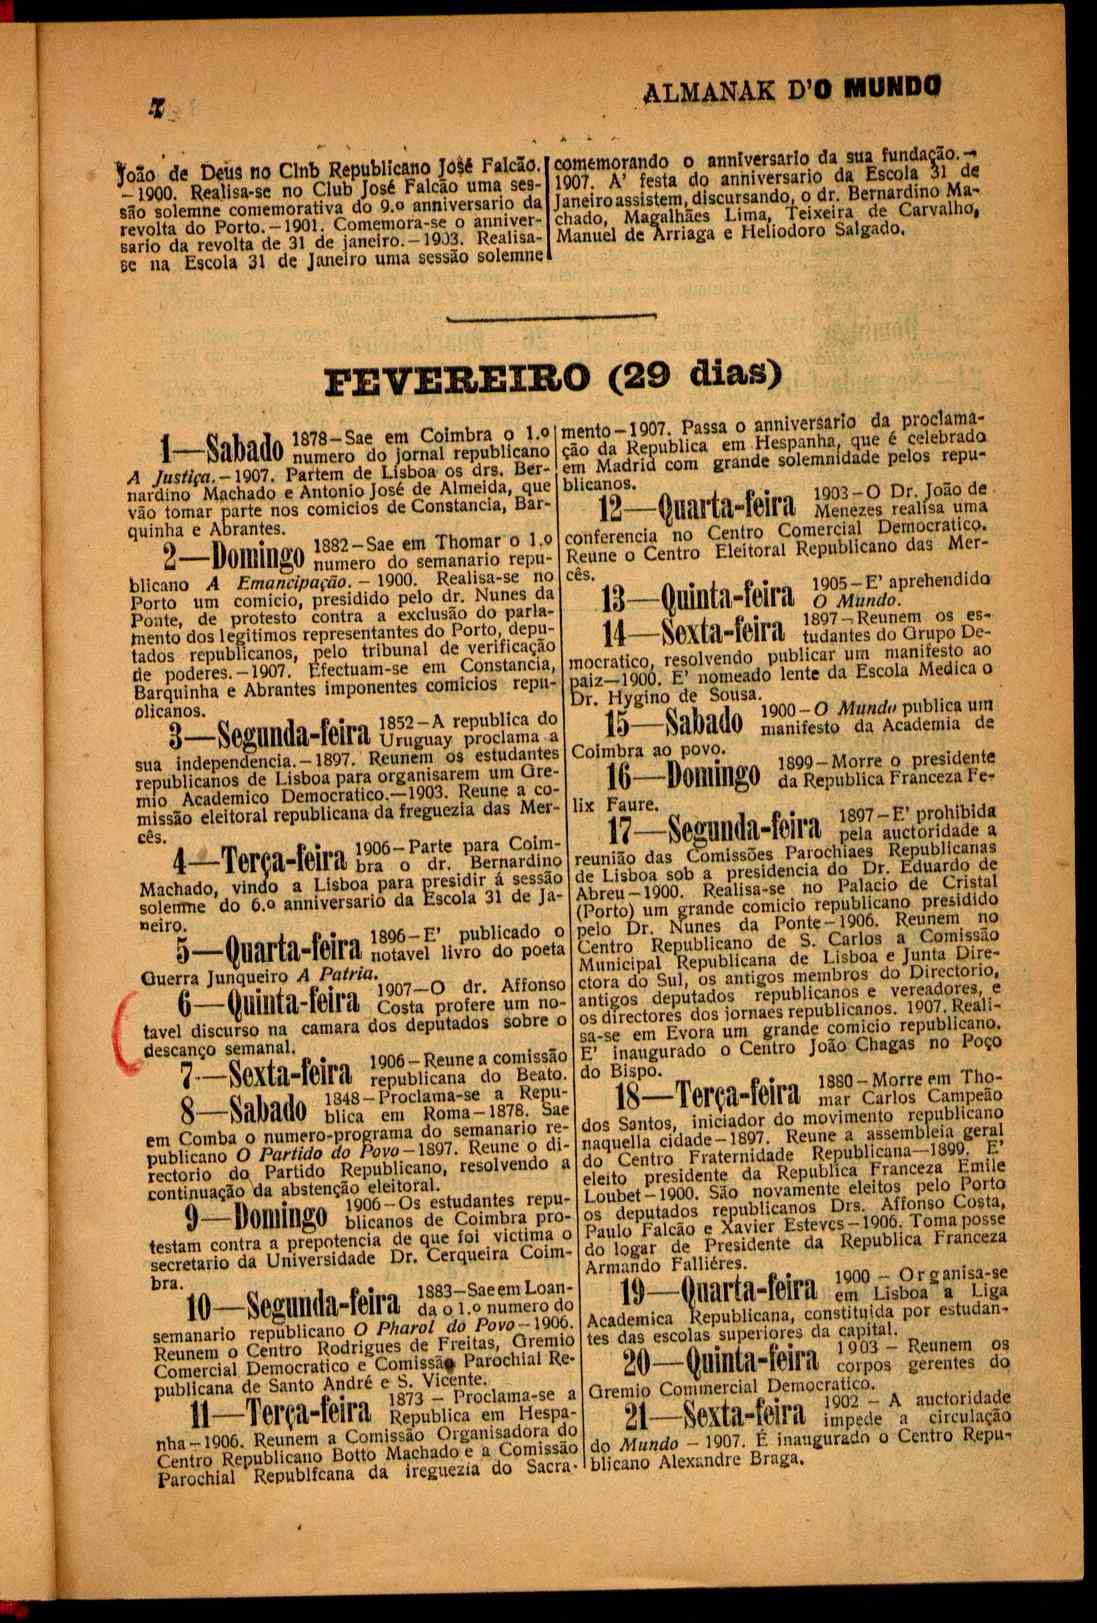 7
ALMANAK D'O MUNDO
João de Deus no Clnb Republicano José Falcão.
—1900. Realisa-se no Club José Falcão uma ses-
são solemne comemorativa do 9.º anniversario da
revolta do Porto.—1901. Comemora-se o anniver-
sario da revolta de 31 de janeiro.—1903. Realisa-
se na Escola 31 de Janeiro uma sessão solemne
comemorando o anniversario da sua fundação.—
1907. A' festa do anniversario da Escola 31 de
Janeiro assistem, discursando, o dr. Bernardino Ma-
chado, Magalhães Lima, Teixeira de Carvalho,
Manuel de Arriaga e Heliodoro Salgado.
FEVEREIRO (29 dias)
1—Sabado 1878—Sae em Coimbra o 1.º
numero do jornal republicano
A Justiça.—1907. Partem de Lisboa os drs. Ber-
nardino Machado e Antonio José de Almeida, que
vão tomar parte nos comicios de Constancia, Bar-
quinha e Abrantes.
2—Domingo 1882—Sae em Thomar o 1.º
numero do semanario repu-
blicano A Emancipação.—1900. Realisa-se no
Porto um comicio, presidido pelo dr. Nunes da
Ponte, de protesto contra a exclusão do parla-
mento dos legitimos representantes do Porto, depu-
tados republicanos, pelo tribunal de verificação
de poderes.—1907. Efectuam-se em Constancia,
Barquinha e Abrantes imponentes comicios repu-
olicanos.
3—Segunda-feira 1852—A republica do
Uruguay proclama a
sua independencia.—1897. Reunem os estudantes
republicanos de Lisboa para organisarem um Gre-
mio Academico Democratico.—1903. Reune a co-
missão eleitoral republicana da freguezia das Mer-
cês.
4—Terça-feira 1906—Parte para Coim-
bra o dr. Bernardino
Machado, vindo a Lisboa para presidir á sessão
solemne do 6.º anniversario da Escola 31 de Ja-
neiro.
5—Quarta-feira 1896—E' publicado o
notavel livro do poeta
Guerra Junqueiro A Patria.
6—Quinta-feira 1907—O dr. Affonso
Costa profere um no-
tavel discurso na camara dos deputados sobre o
descanço semanal.
7—Sexta-feira 1906—Reune a comissão
republicana do Beato.
8—Sabado 1848—Proclama-se a Repu-
blica em Roma—1878. Sae
em Comba o numero-programa do semanario re-
publicano O Partido do Povo—1897. Reune o di-
rectorio do Partido Republicano, resolvendo a
continuação da abstenção eleitoral.
9—Domingo 1906—Os estudantes repu-
blicanos de Coimbra pro-
testam contra a prepotencia de que foi victima o
secretario da Universidade Dr. Cerqueira Coim-
bra.
10—Segunda-feira 1883—Sae em Loan-
da o 1.º numero do
semanario republicano O Pharol do Povo—1906.
Reunem o Centro Rodrigues de Freitas, Gremio
Comercial Democratico e Comissão Parochial Re-
publicana de Santo André e S. Vicente.
11—Terça-feira 1873 — Proclama-se a
Republica em Hespa-
nha—1906. Reunem a Comissão Organisadora do
Centro Republicano Botto Machado e a Comissão
Parochial Republfcana da ireguezia do Sacra-
mento—1907. Passa o anniversario da proclama-
ção da Republica em Hespanha, que é celebrado
em Madrid com grande solemnidade pelos repu-
blicanos.
12—Quarta-feira 1903—O Dr. João de
Menezes realisa uma
conferencia no Centro Comercial Democratico.
Reune o Centro Eleitoral Republicano das Mer-
cês.
13—Quinta-feira 1905—E' aprehendido
O Mundo.
14—Sexta-feira 1897—Reunem os es-
tudantes do Grupo De-
mocratico, resolvendo publicar um manifesto ao
paiz—1900. E' nomeado lente da Escola Medica o
Dr. Hygino de Sousa.
15—Sabado 1900—O Mundo publica um
manifesto da Academia de
Coimbra ao povo.
16—Domingo 1899—Morre o presidente
da Republica Franceza Fe-
lix Faure.
17—Segunda-feira 1897—E' prohibida
pela auctoridade a
reunião das Comissões Parochiaes Republicanas
de Lisboa sob a presidencia do Dr. Eduardo de
Abreu—1900. Realisa-se no Palacio de Cristal
(Porto) um grande comicio republicano presidido
pelo Dr. Nunes da Ponte—1906. Reunem no
Centro Republicano de S. Carlos a Comissão
Municipal Republicana de Lisboa e Junta Dire-
ctora do Sul, os antigos membros do Directorio,
antigos deputados republicanos e vereadores, e
os directores dos jornaes republicanos. 1907. Reali-
sa-se em Evora um grande comicio republicano.
E' inaugurado o Centro João Chagas no Poço
do Bispo.
18—Terça-feira 1880—Morre em Tho-
mar Carlos Campeão
dos Santos, iniciador do movimento republicano
naquella cidade—1897. Reune a assembleia geral
do Centro Fraternidade Republicana—1899. E'
eleito presidente da Republica Franceza Emile
Loubet—1900. São novamente eleitos pelo Porto
os deputados republicanos Drs. Affonso Costa,
Paulo Falcão e Xavier Esteves—1906. Toma posse
do logar de Presidente da Republica Franceza
Armando Falliéres.
19—Quarta-feira 1900 — Organisa-se
em Lisboa a Liga
Academica Republicana, constituida por estudan-
tes das escolas superiores da capital.
20—Quinta-feira 1903 — Reunem os
corpos gerentes do
Gremio Commercial Democratico.
21—Sexta-feira 1902 — A auctoridade
impede a circulação
do Mundo — 1907. É inaugurado o Centro Repu-
blicano Alexandre Braga.